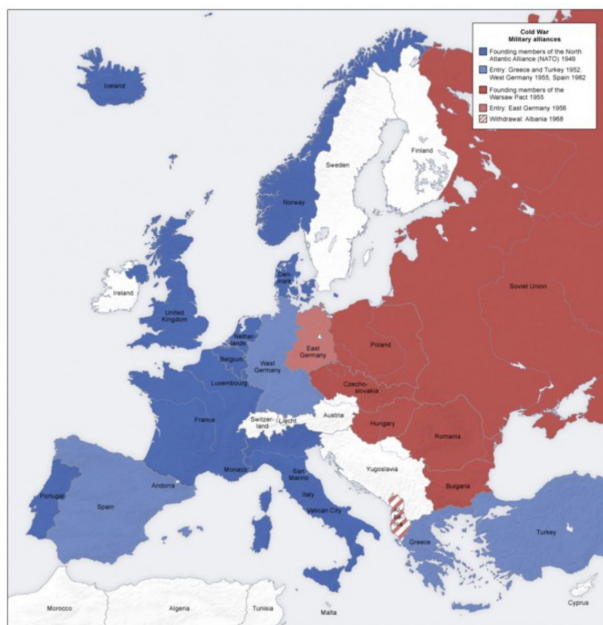 Cold War
Military alliances
Founding members of the North
Atlantic Alliance (NATO) 1949
Entry: Greece and Turkey 1952,
West Germany 1955, Spain 1982
Founding members of the
Warsaw Pact 1955
Entry: East Germany 1956
Withdrawal: Albania 1968
Iceland
Finland
Sweden
Norway
Den-
mark
Soviet Union
Ireland
United
Kingdom
Nether-
lands
Belgium
Luxembourg
West
Germany
East
Germany
Poland
Czecho-
slovakia
France
Switzer-
land
Liecht.
Austria
Hungary
Romania
Yugoslavia
Bulgaria
Monaco
San
Marino
Italy
Vatican City
Andorra
Portugal
Spain
Greece
Turkey
Cyprus
Malta
Morocco
Algeria
Tunisia